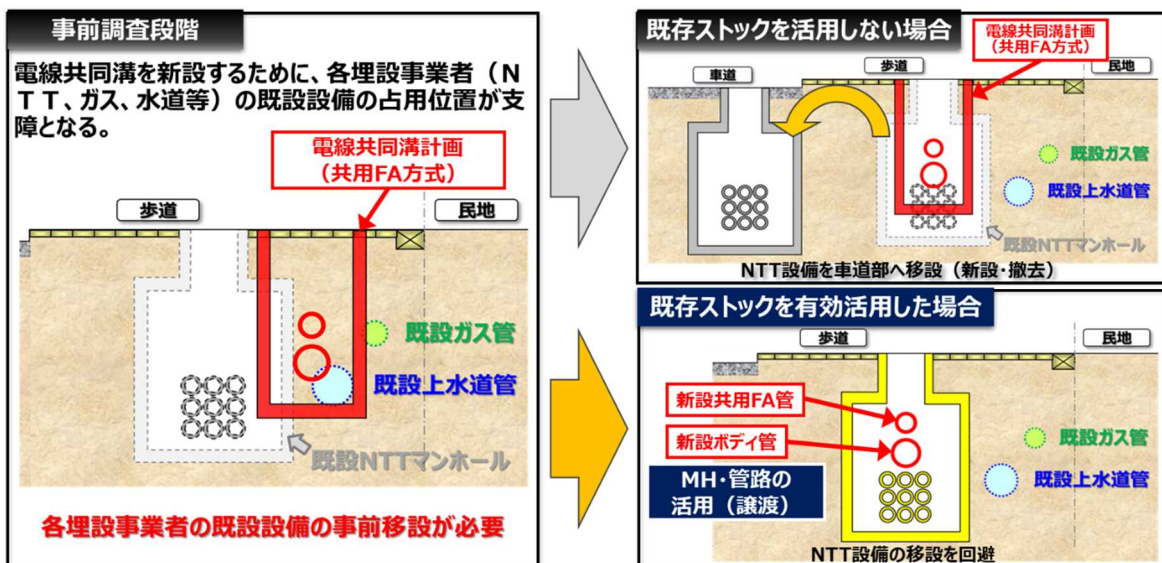 事前調査段階
電線共同溝を新設するために、各埋設事業者（N
TT、ガス、水道等）の既設設備の占用位置が支
障となる。
電線共同溝計画
（共用FA方式）
歩道
民地
既設ガス管
既設上水道管
既設NTTマンホール
各埋設事業者の既設設備の事前移設が必要
既存ストックを活用しない場合
電線共同溝計画
（共用FA方式）
車道
歩道
民地
既設ガス管
既設上水道管
既設NTTマンホール
NTT設備を車道部へ移設（新設・撤去）
既存ストックを有効活用した場合
歩道
民地
新設共用FA管
新設ボディ管
既設ガス管
既設上水道管
MH・管路の
活用（譲渡）
NTT設備の移設を回避